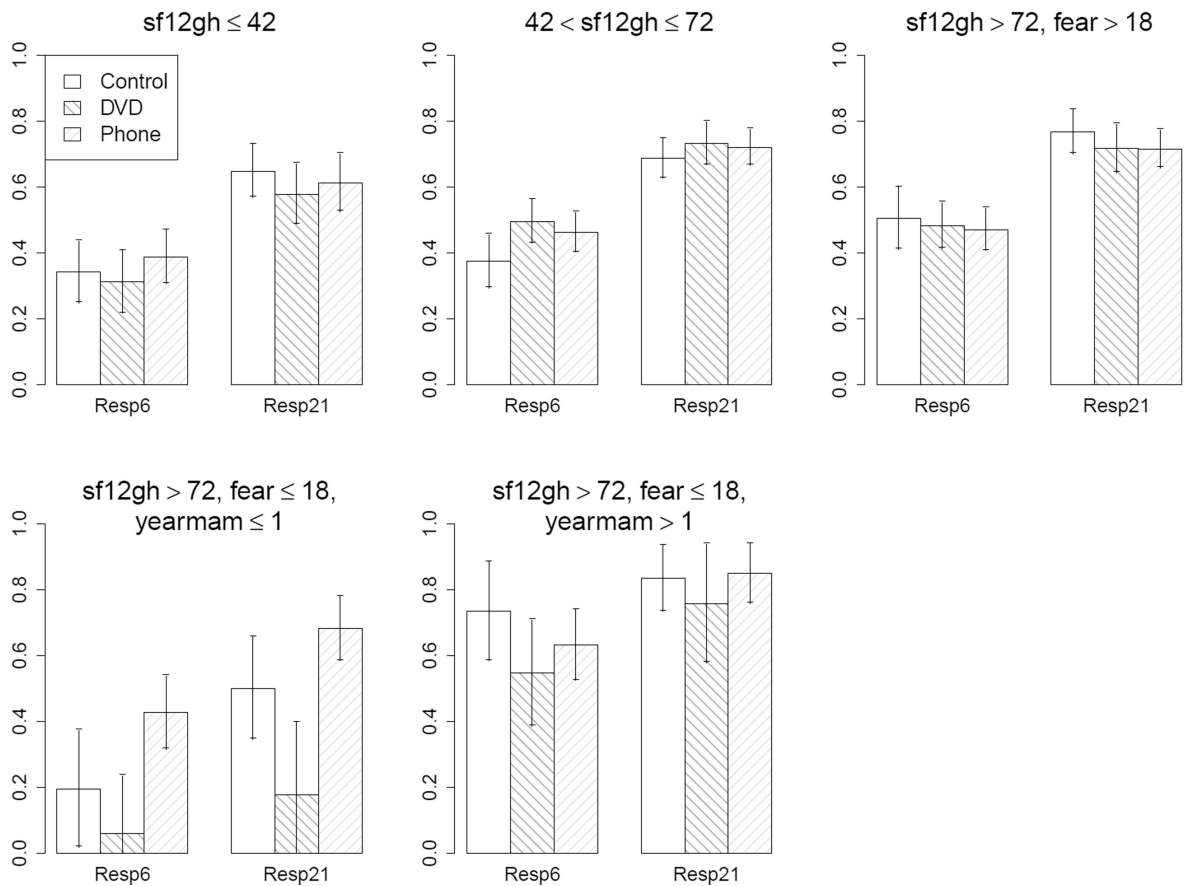 sf12gh ≤ 42
42 < sf12gh ≤ 72
sf12gh > 72, fear > 18
Control
DVD
Phone
1.0
0.8
0.6
0.4
0.2
0.0
Resp6 Resp21
1.0
0.8
0.6
0.4
0.2
0.0
Resp6 Resp21
1.0
0.8
0.6
0.4
0.2
0.0
Resp6 Resp21
sf12gh > 72, fear ≤ 18,
yearmam ≤ 1
1.0
0.8
0.6
0.4
0.2
0.0
Resp6 Resp21
sf12gh > 72, fear ≤ 18,
yearmam > 1
1.0
0.8
0.6
0.4
0.2
0.0
Resp6 Resp21